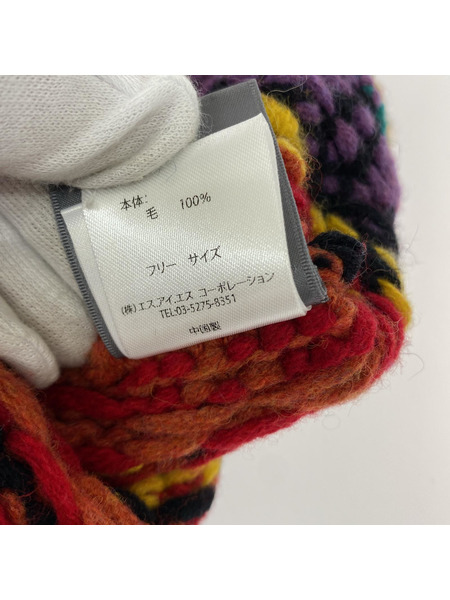 本体:
毛 100%
フリー サイズ
(株)エス.アイ.エス コーポレーション
TEL:03-5275-8351
中国製